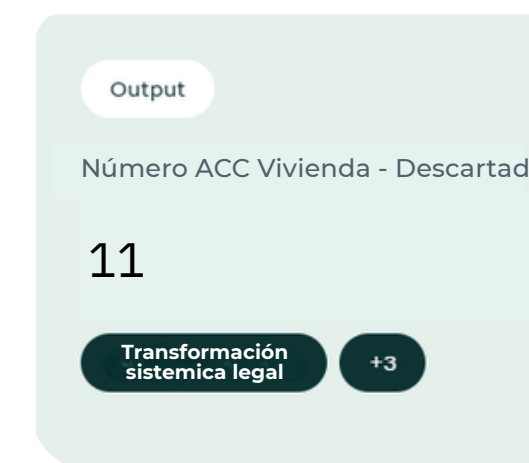 Output
Número ACC Vivienda - Descartad
11
Transformación
sistemica legal
+3